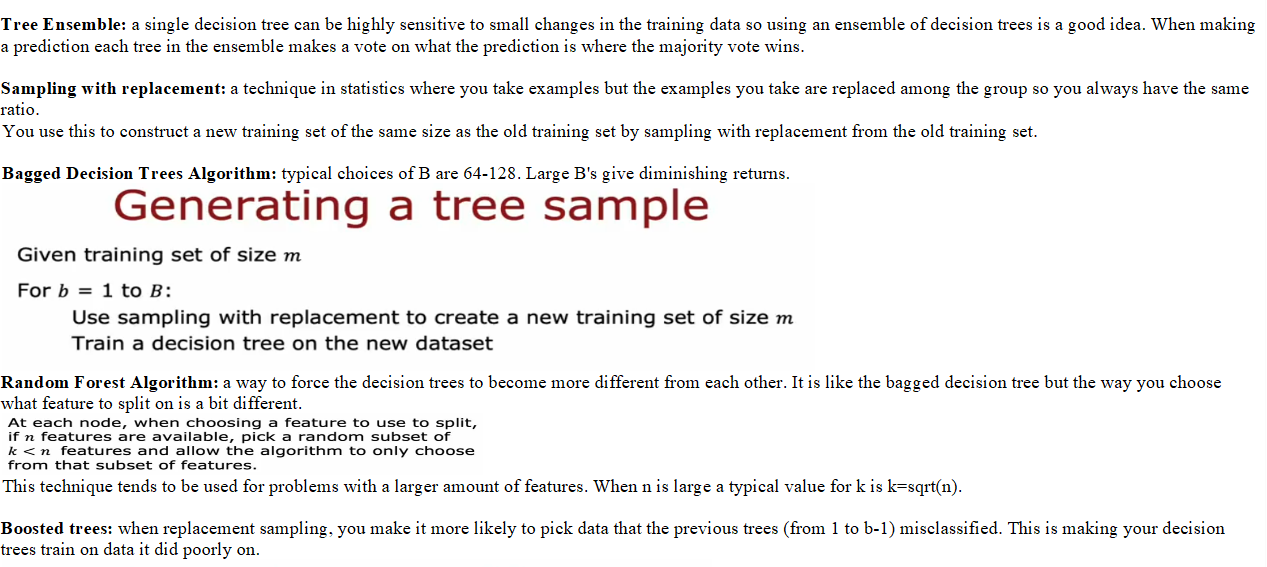 Tree Ensemble: a single decision tree can be highly sensitive to small changes in the training data so using an ensemble of decision trees is a good idea. When making
a prediction each tree in the ensemble makes a vote on what the prediction is where the majority vote wins.
Sampling with replacement: a technique in statistics where you take examples but the examples you take are replaced among the group so you always have the same
ratio.
You use this to construct a new training set of the same size as the old training set by sampling with replacement from the old training set.
Bagged Decision Trees Algorithm: typical choices of B are 64-128. Large B's give diminishing returns.
Generating a tree sample
Given training set of size m
For b = 1 to B:
Use sampling with replacement to create a new training set of size m
Train a decision tree on the new dataset
Random Forest Algorithm: a way to force the decision trees to become more different from each other. It is like the bagged decision tree but the way you choose
what feature to split on is a bit different.
At each node, when choosing a feature to use to split,
if n features are available, pick a random subset of
k < n features and allow the algorithm to only choose
from that subset of features.
This technique tends to be used for problems with a larger amount of features. When n is large a typical value for k is k=sqrt(n).
Boosted trees: when replacement sampling, you make it more likely to pick data that the previous trees (from 1 to b-1) misclassified. This is making your decision
trees train on data it did poorly on.